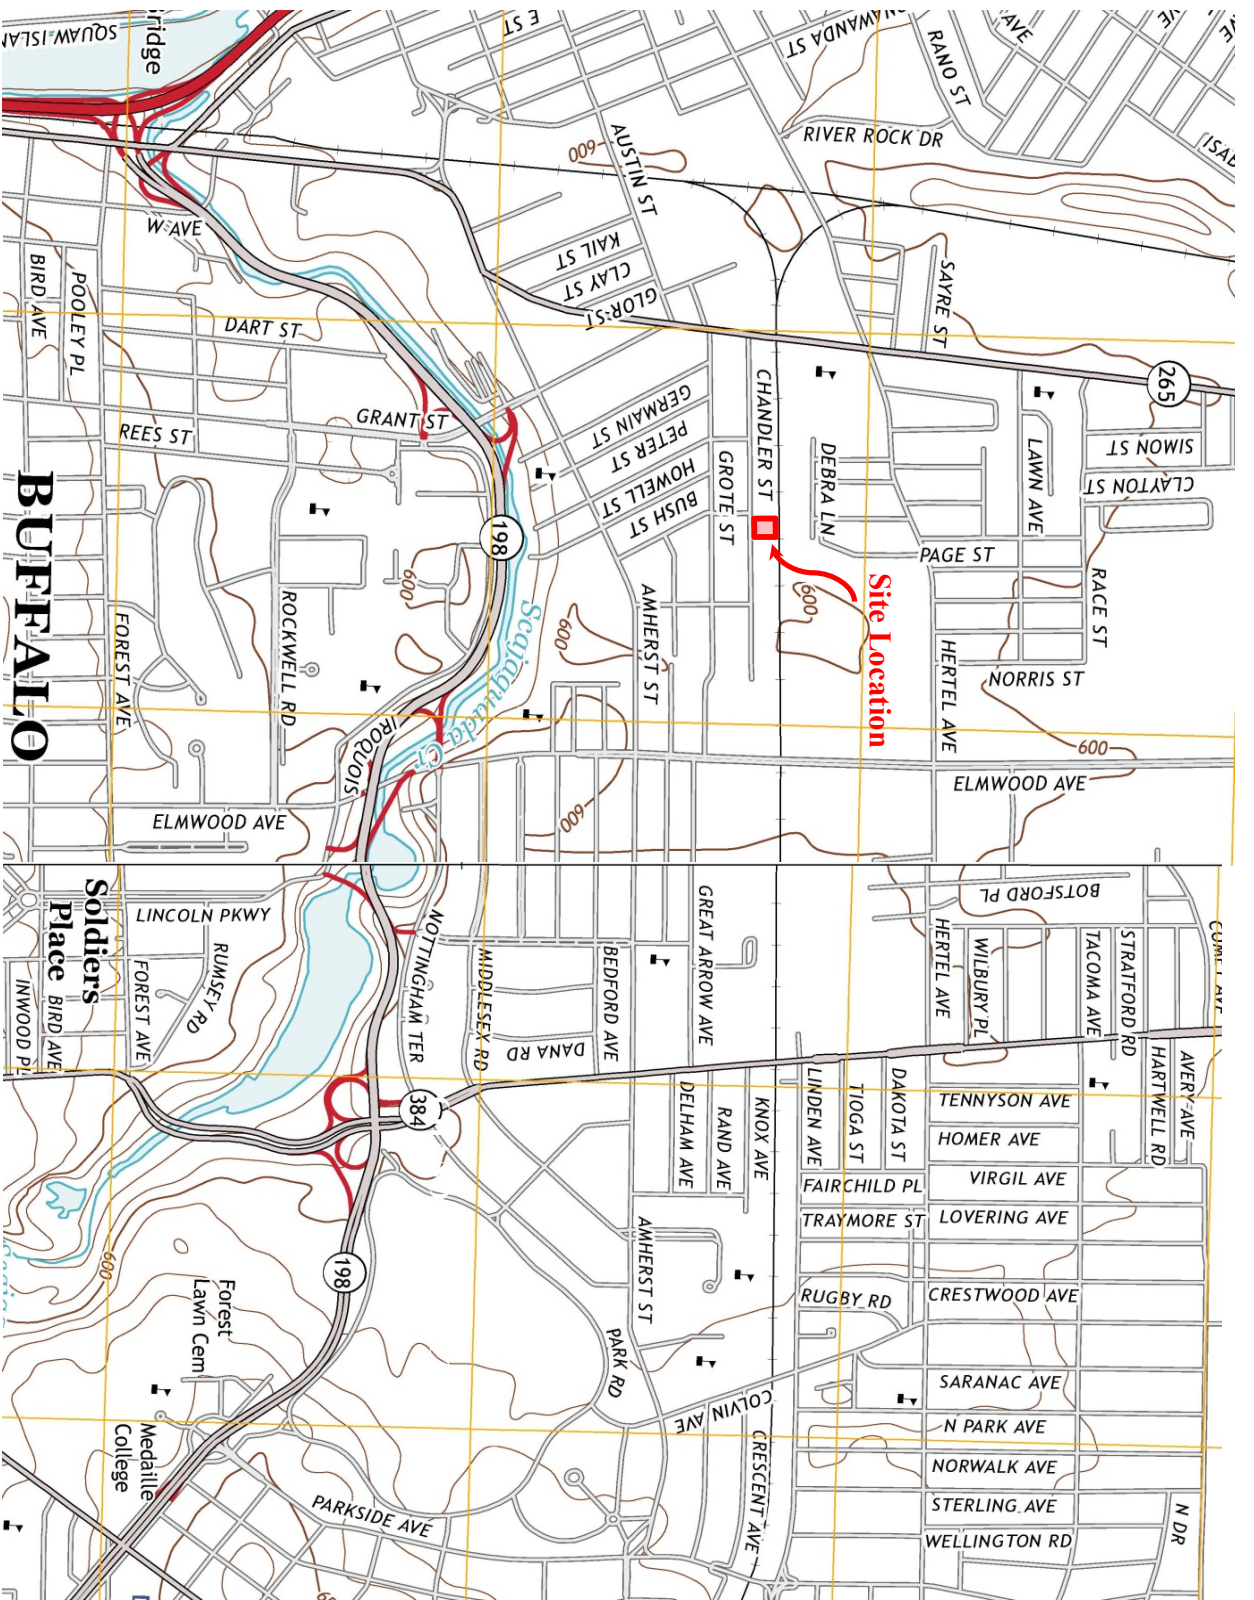 SQUAW ISLAN
Bridge
E ST
ONAWANDA ST
RANO ST
AVE
RIVER ROCK DR
ISAB
600
AUSTIN ST
KAIL ST
CLAY ST
GLOR ST
W AVE
BIRD AVE
POOLEY PL
DART ST
SAYRE ST
265
GRANT ST
REES ST
GERMAIN ST
PETER ST
HOWELL ST
BUSH ST
GROTE ST
CHANDLER ST
DEBRA LN
LAWN AVE
SIMON ST
CLAYTON ST
PAGE ST
RACE ST
Site Location
BUFFALO
198
600
600
600
Scajaquada Cr
AMHERST ST
HERTEL AVE
NORRIS ST
FOREST AVE
ROCKWELL RD
IROQUOIS
600
600
ELMWOOD AVE
ELMWOOD AVE
Soldiers
Place
LINCOLN PKWY
RUMSEY RD
FOREST AVE
BIRD AVE
INWOOD PL
NOTTINGHAM TER
MIDDLESEX RD
DANA RD
BEDFORD AVE
GREAT ARROW AVE
HERTEL AVE
WILBURY PL
BOTSFORD PL
TACOMA AVE
STRATFORD RD
HARTWELL RD
AVERY AVE
384
DELHAM AVE
RAND AVE
KNOX AVE
LINDEN AVE
TIOGA ST
DAKOTA ST
TENNYSON AVE
HOMER AVE
VIRGIL AVE
FAIRCHILD PL
TRAYMORE ST
LOVERING AVE
AMHERST ST
600
198
Forest
Lawn Cem
RUGBY RD
CRESTWOOD AVE
PARK RD
COLVIN AVE
SARANAC AVE
N PARK AVE
Medaille
College
CRESCENT AVE
NORWALK AVE
STERLING AVE
WELLINGTON RD
N DR
PARKSIDE AVE